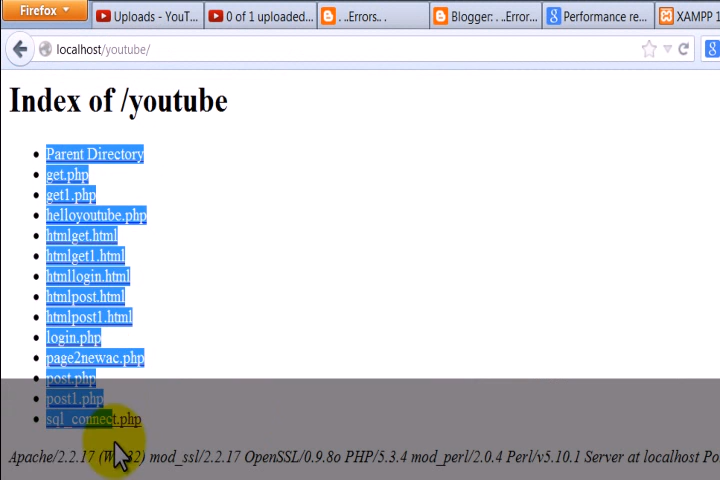 Firefox
Uploads - YouT...
0 of 1 uploaded...
. ..Errors.. .
Blogger: . ..Error...
Performance re...
XAMPP 1
localhost/youtube/
Index of /youtube
Parent Directory
get.php
get1.php
helloyoutube.php
htmlget.html
htmlget1.html
htmllogin.html
htmlpost.html
htmlpost1.html
login.php
page2newac.php
post.php
post1.php
sql_connect.php
Apache/2.2.17 (Win32) mod_ssl/2.2.17 OpenSSL/0.9.8o PHP/5.3.4 mod_perl/2.0.4 Perl/v5.10.1 Server at localhost Po